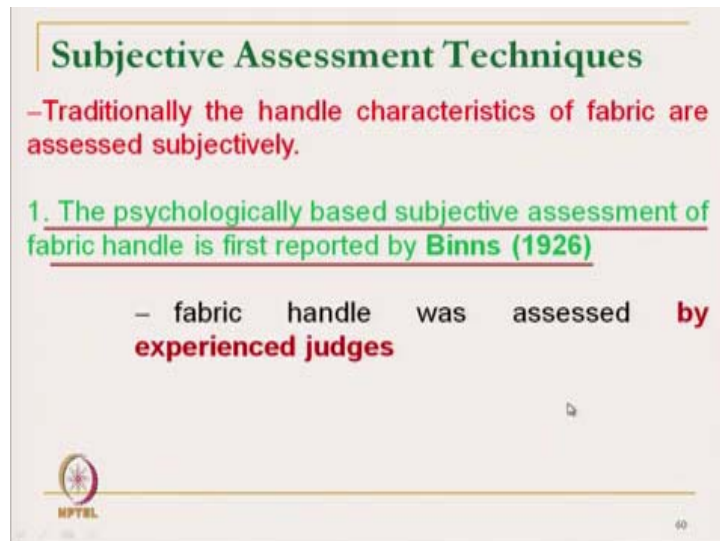 Subjective Assessment Techniques
–Traditionally the handle characteristics of fabric are
assessed subjectively.
1. The psychologically based subjective assessment of
fabric handle is first reported by Binns (1926)
– fabric handle was assessed by
experienced judges
NPTEL
60